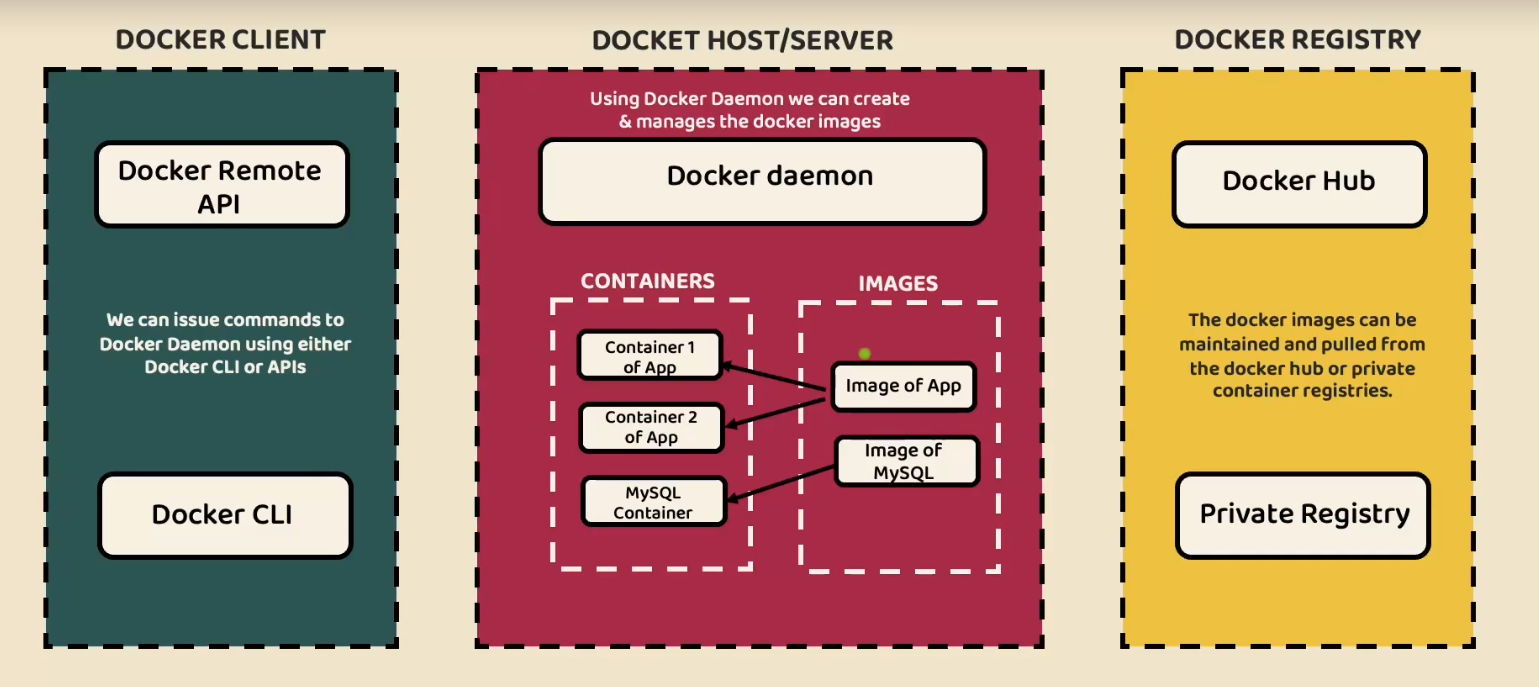 DOCKER CLIENT
Docker Remote
API
We can issue commands to
Docker Daemon using either
Docker CLI or APIs
Docker CLI
DOCKET HOST/SERVER
Using Docker Daemon we can create
& manages the docker images
Docker daemon
CONTAINERS
Container 1
of App
Container 2
of App
MySQL
Container
IMAGES
Image of App
Image of
MySQL
DOCKER REGISTRY
Docker Hub
The docker images can be
maintained and pulled from
the docker hub or private
container registries.
Private Registry